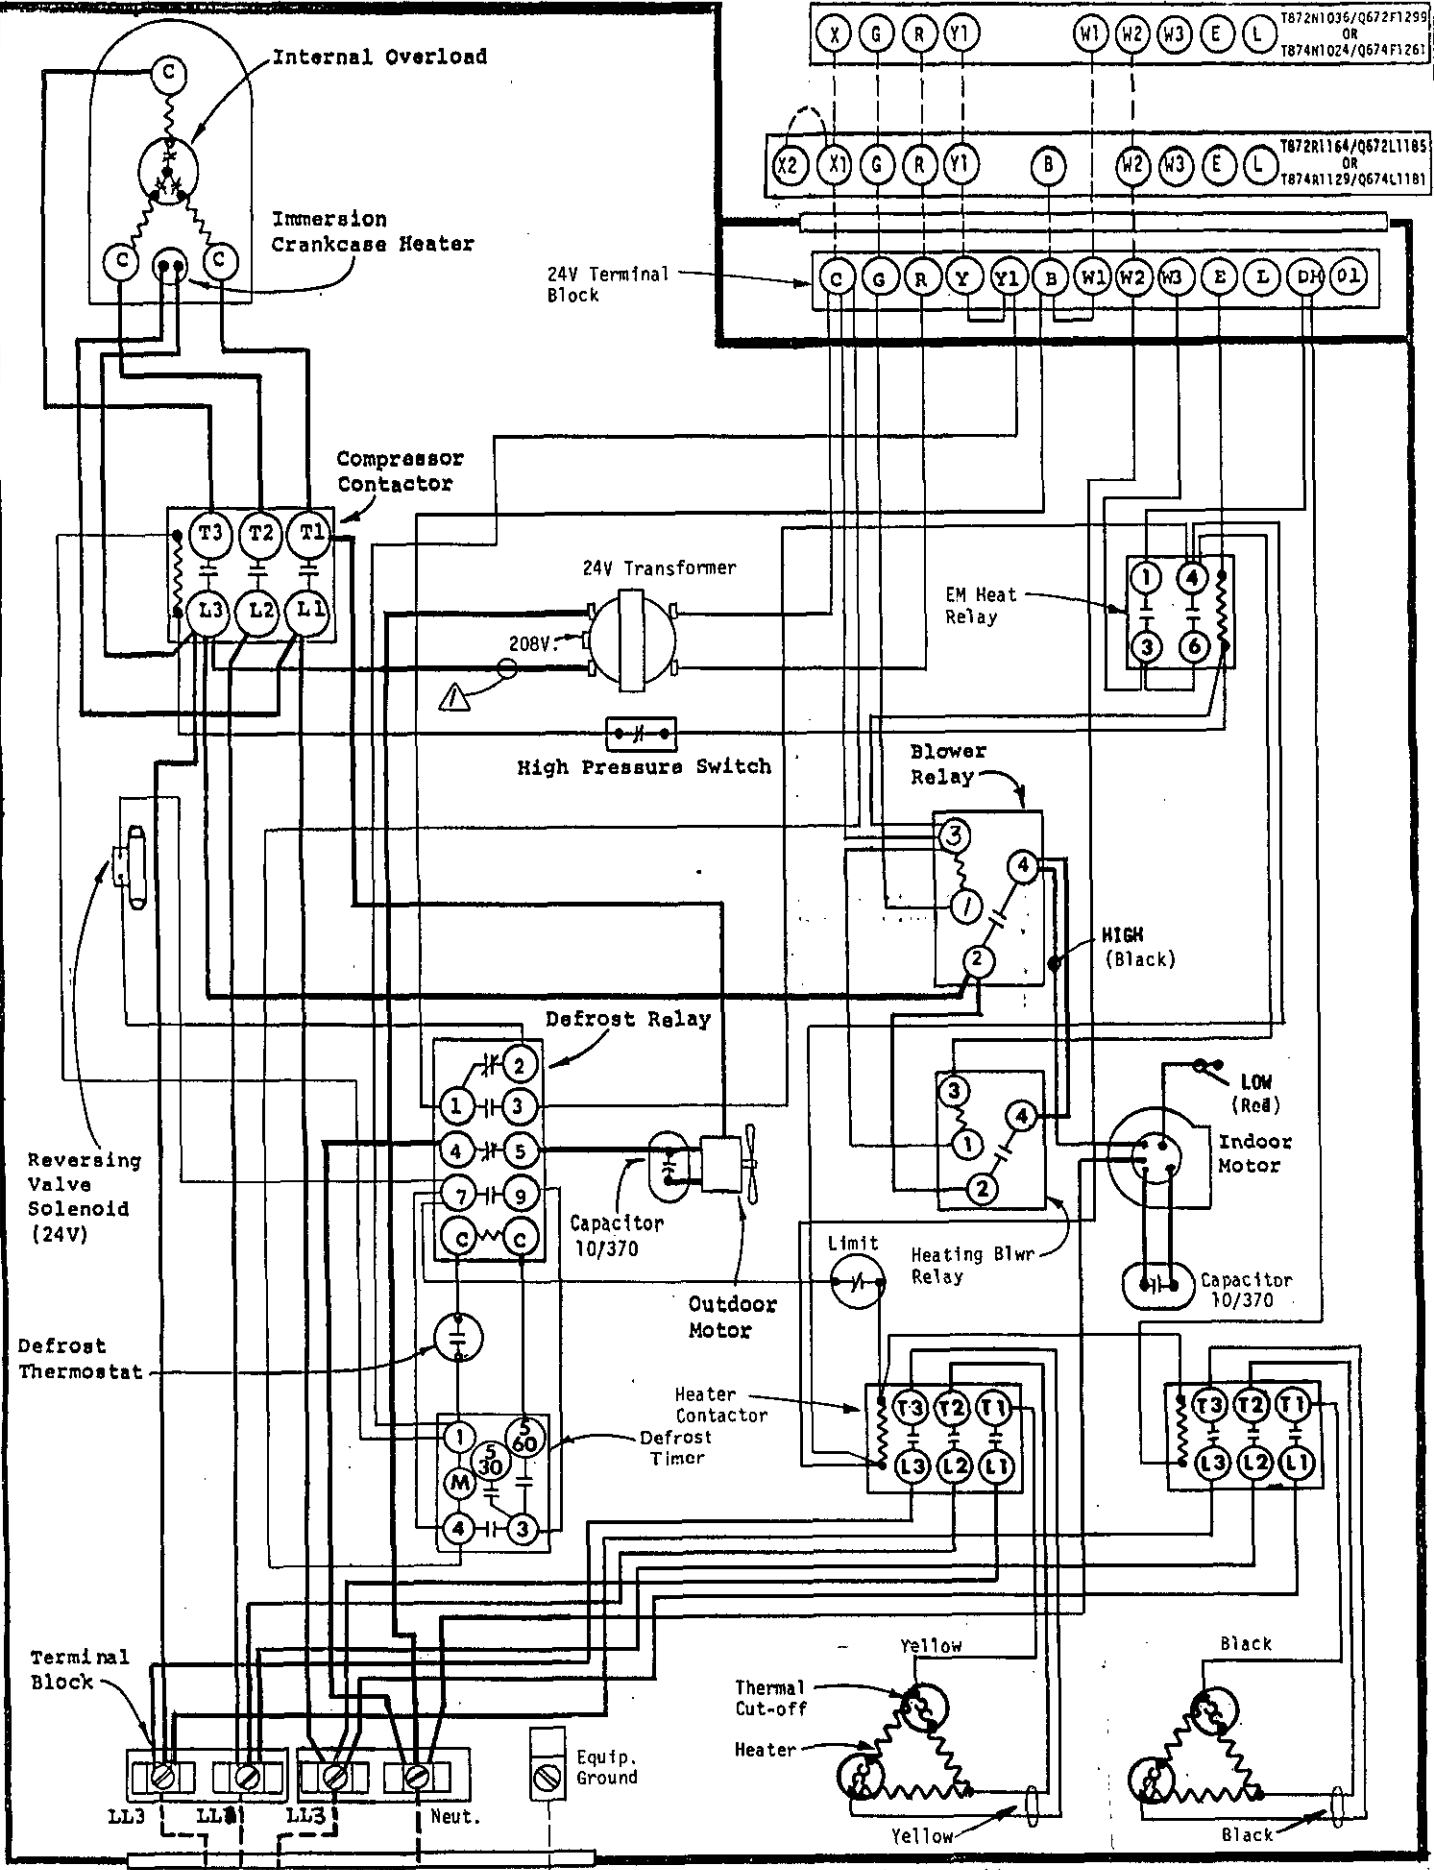 X G R Y1 W1 W2 W3 E L
T872N1036/Q672F1299
OR
T874N1024/Q674F1261
X2 X1 G R Y1 B W2 W3 E L
T872R1164/Q672L1185
OR
T874R1129/Q674L1181
24V Terminal
Block
C G R Y Y1 B W1 W2 W3 E L DH O1
Internal Overload
C
Immersion
Crankcase Heater
C C
Compressor
Contactor
T3 T2 T1
L3 L2 L1
24V Transformer
208V.
EM Heat
Relay
1 4
3 6
High Pressure Switch
Blower
Relay
3
4
1
2
HIGH
(Black)
Defrost Relay
2
1 3
4 5
7 9
C C
3
4
1
2
LOW
(Red)
Indoor
Motor
Reversing
Valve
Solenoid
(24V)
Capacitor
10/370
Limit
Heating Blwr
Relay
Capacitor
10/370
Outdoor
Motor
Defrost
Thermostat
Heater
Contactor
T3 T2 T1
L3 L2 L1
T3 T2 T1
L3 L2 L1
Defrost
Timer
1
5
30
5
60
M
4 3
Terminal
Block
Yellow
Black
Thermal
Cut-off
Heater
Equip.
Ground
LL3
LL3
Neut.
Yellow
Black